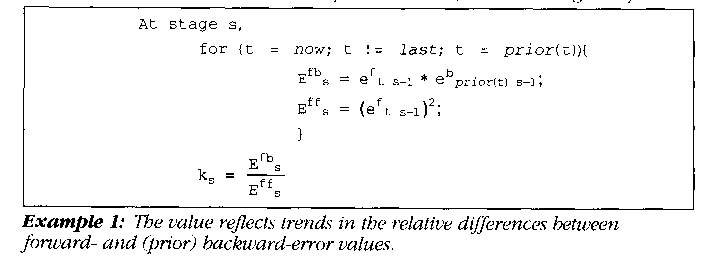 At stage s,
for (t = now; t != last; t = prior(t)){
E^fb_s = e^f_t s-1 * e^b_prior(t) s-1;
E^ff_s = (e^f_t s-1)^2;
}
k_s = E^fb_s / E^ff_s
Example 1: The value reflects trends in the relative differences between
forward- and (prior) backward-error values.